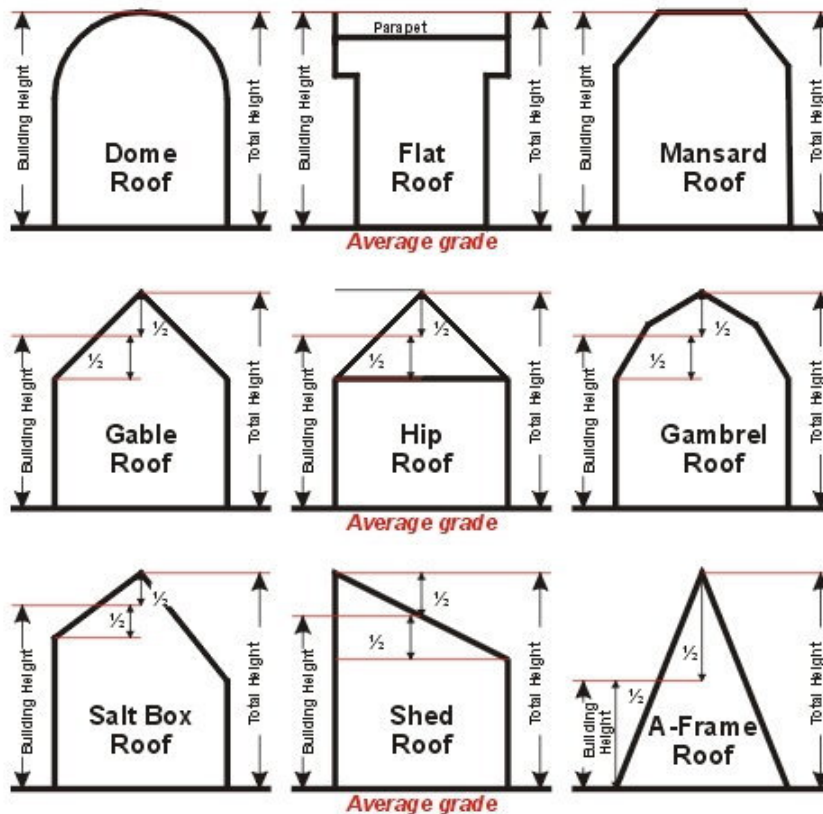 Building Height
Dome
Roof
Total Height
Building Height
Parapet
Flat
Roof
Total Height
Building Height
Mansard
Roof
Total Height
Average grade
Building Height
½
½
Gable
Roof
Total Height
Building Height
½
½
Hip
Roof
Total Height
Building Height
½
½
Gambrel
Roof
Total Height
Average grade
Building Height
½
½
Salt Box
Roof
Total Height
Building Height
½
½
Shed
Roof
Total Height
Building
Height
½
½
A-Frame
Roof
Total Height
Average grade